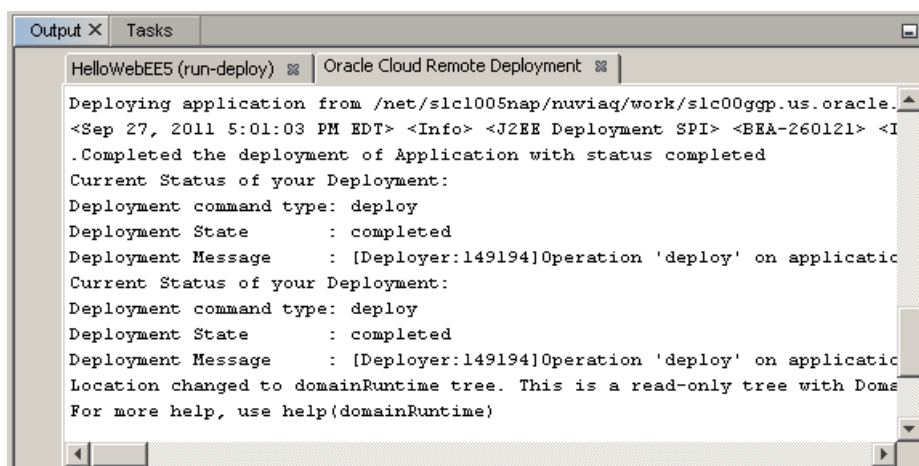 Output Tasks
HelloWebEE5 (run-deploy) Oracle Cloud Remote Deployment
Deploying application from /net/slcl005nap/nuviaq/work/slc00ggp.us.oracle.
<Sep 27, 2011 5:01:03 PM EDT> <Info> <J2EE Deployment SPI> <BEA-260121> <I
.Completed the deployment of Application with status completed
Current Status of your Deployment:
Deployment command type: deploy
Deployment State : completed
Deployment Message : [Deployer:149194]Operation 'deploy' on applicatic
Current Status of your Deployment:
Deployment command type: deploy
Deployment State : completed
Deployment Message : [Deployer:149194]Operation 'deploy' on applicatic
Location changed to domainRuntime tree. This is a read-only tree with Doma
For more help, use help(domainRuntime)